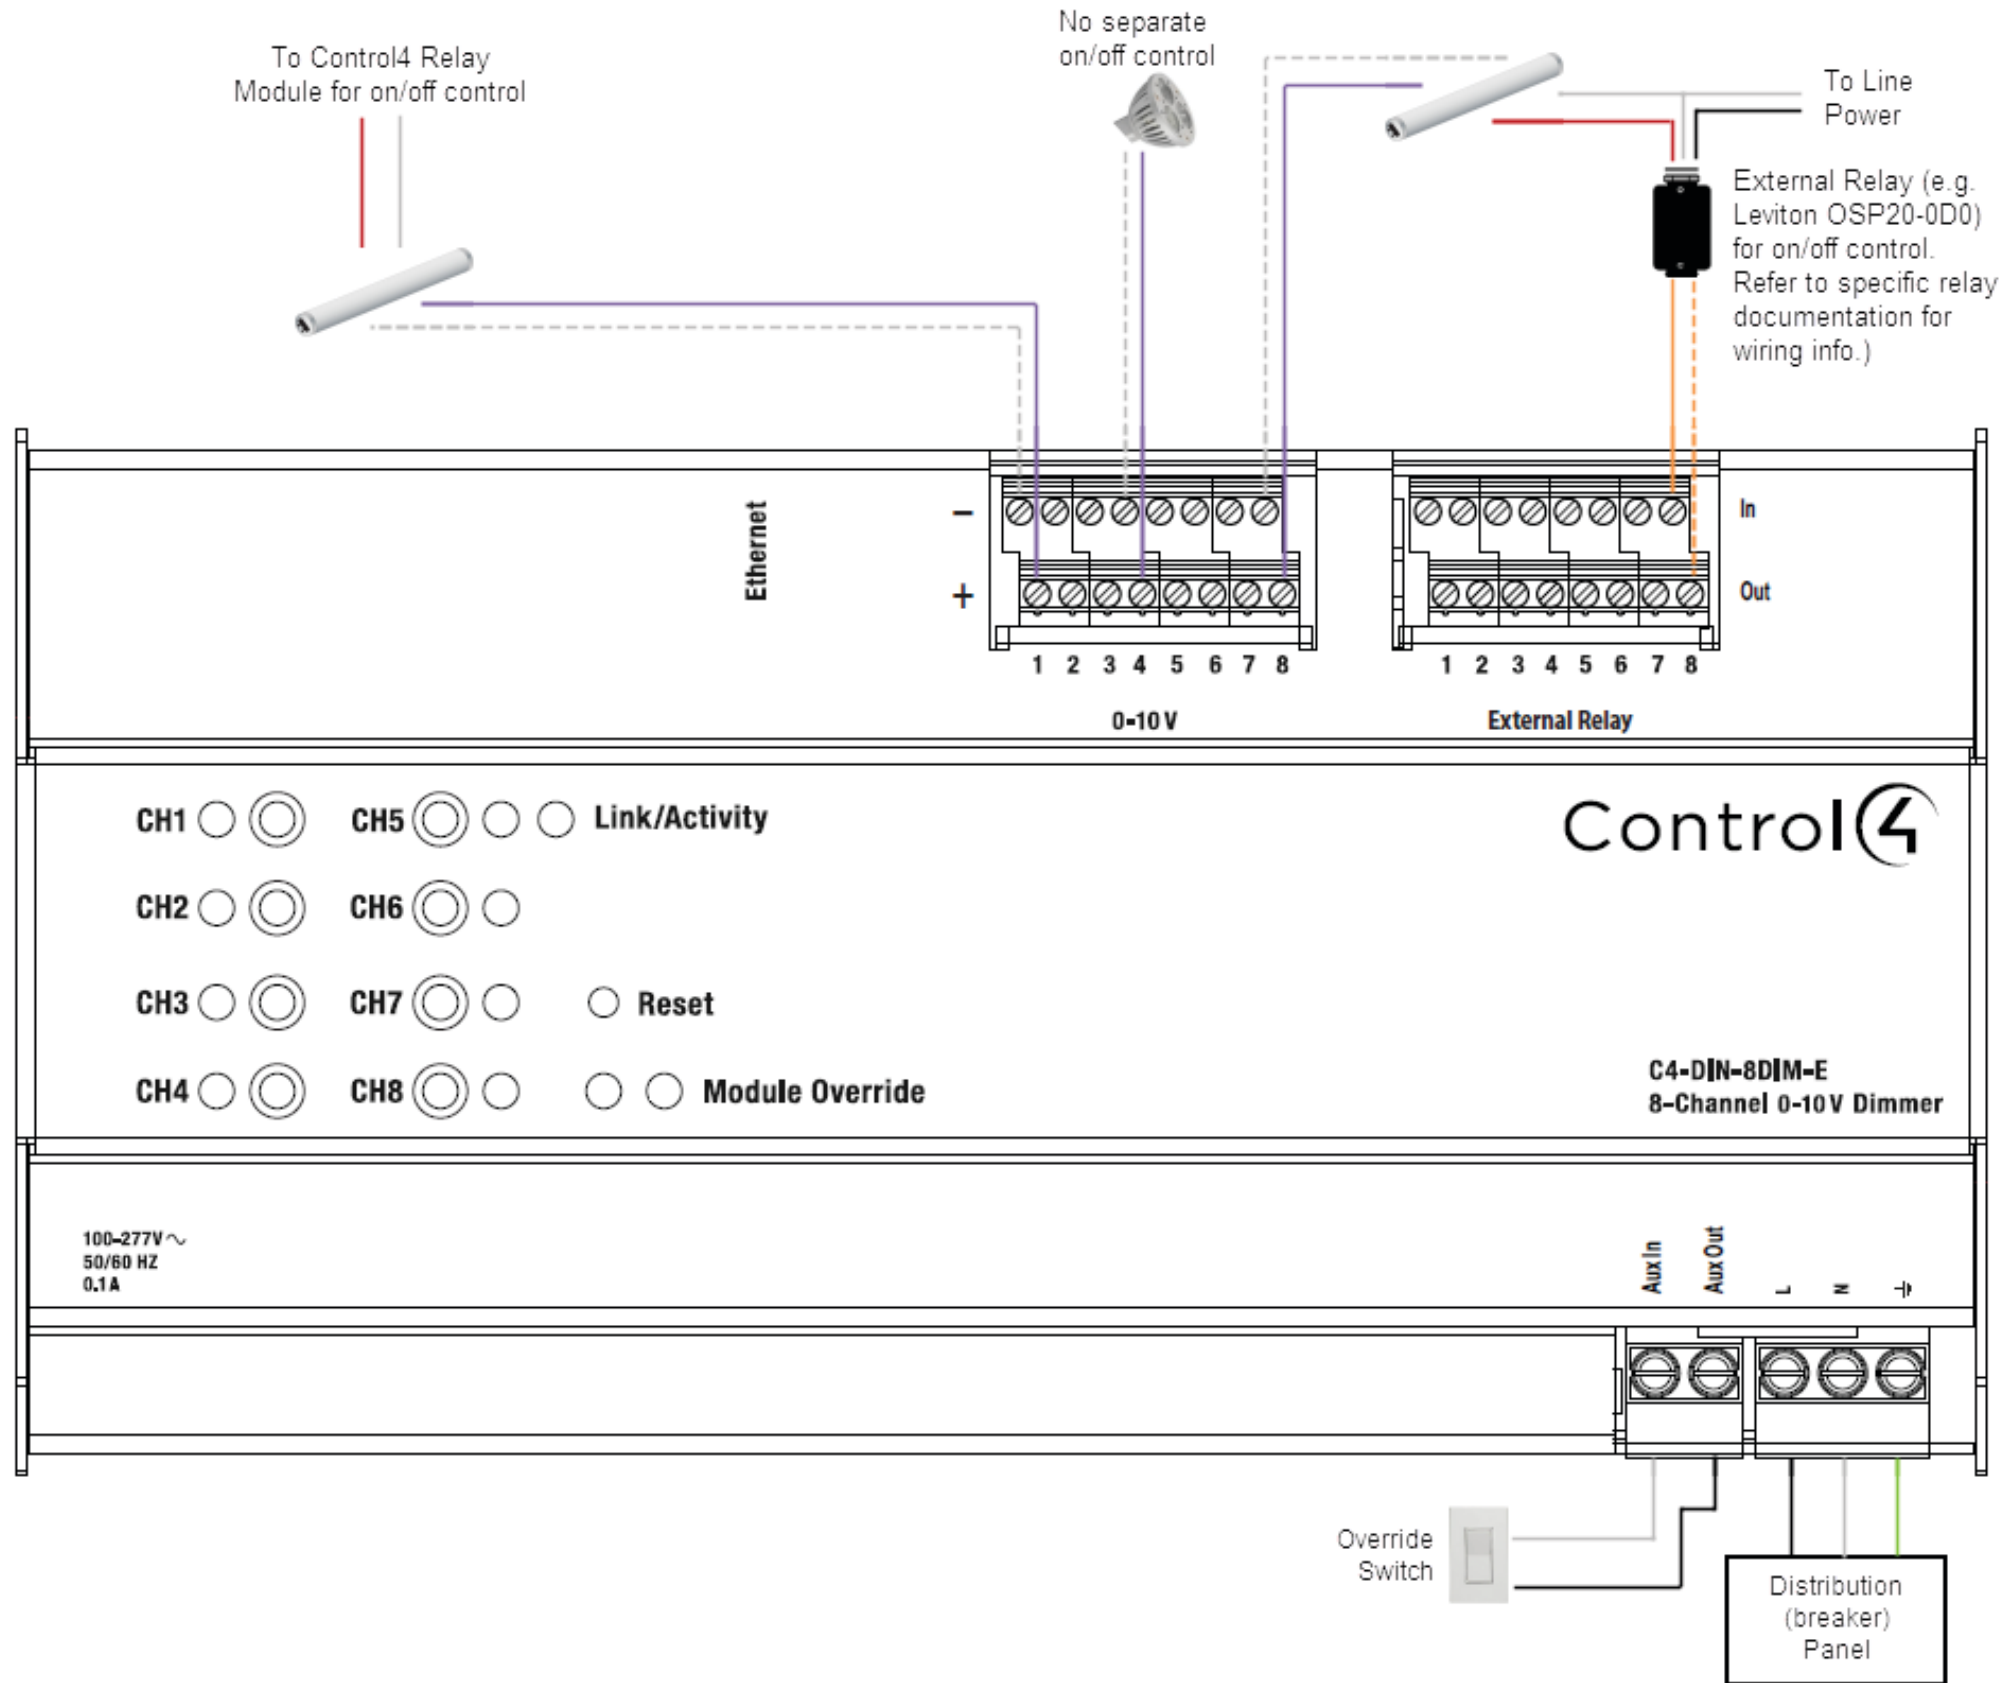 No separate
on/off control
To Control4 Relay
Module for on/off control
To Line
Power
External Relay (e.g.
Leviton OSP20-0D0)
for on/off control.
Refer to specific relay
documentation for
wiring info.)
Ethernet
−
+
In
Out
1 2 3 4 5 6 7 8
1 2 3 4 5 6 7 8
0-10 V
External Relay
CH1
CH5
Link/Activity
Control4
CH2
CH6
CH3
CH7
Reset
CH4
CH8
Module Override
C4-DIN-8DIM-E
8-Channel 0-10 V Dimmer
100-277V~
50/60 HZ
0.1 A
Aux In
Aux Out
L
N
Override
Switch
Distribution
(breaker)
Panel